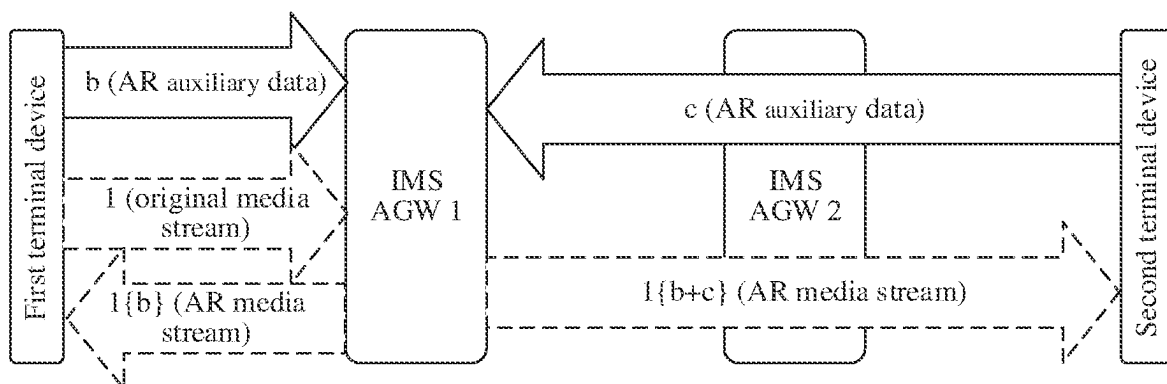 First terminal device
b (AR auxiliary data)
1 (original media
stream)
1{b} (AR media
stream)
IMS
AGW 1
c (AR auxiliary data)
IMS
AGW 2
1{b+c} (AR media stream)
Second terminal device